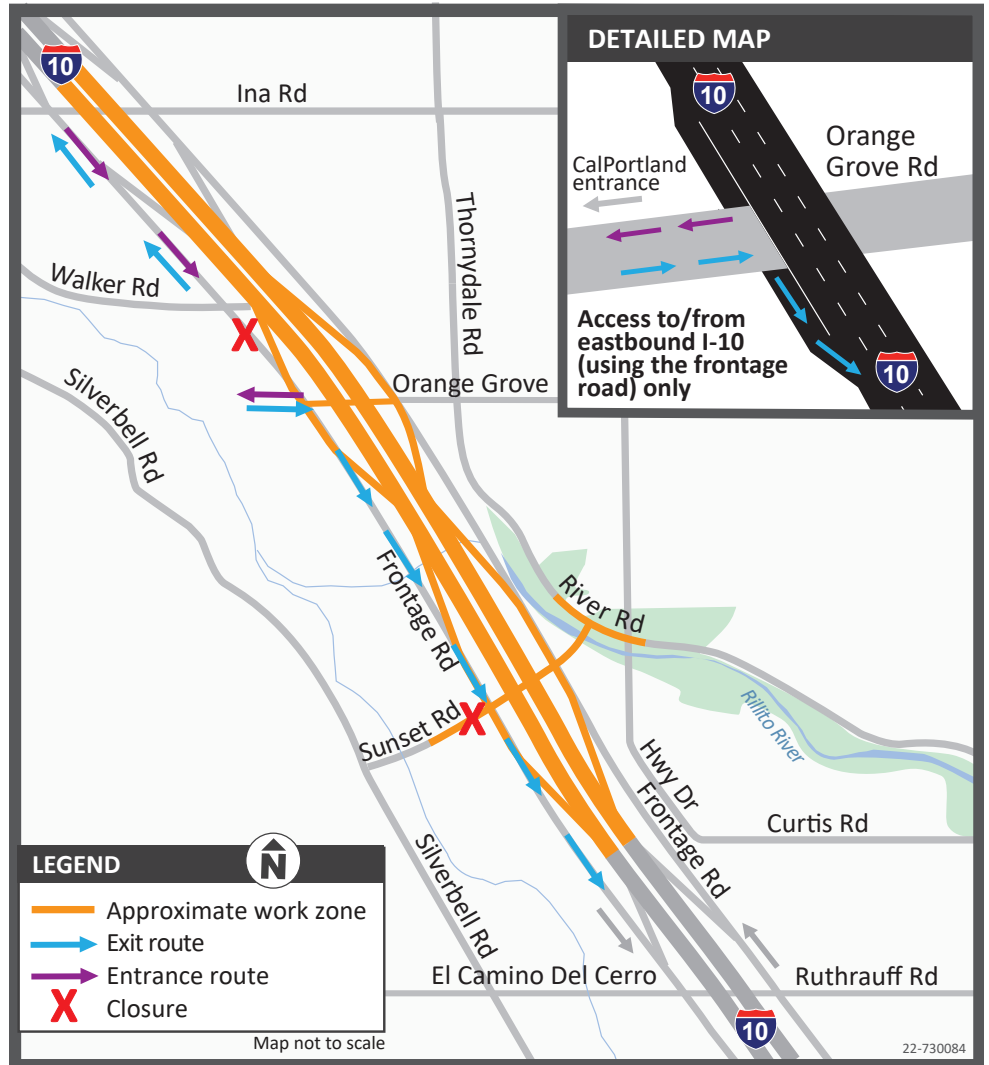 10
Ina Rd
DETAILED MAP
10
Orange
Grove Rd
CalPortland
entrance
Access to/from
eastbound I-10
(using the frontage
road) only
10
Thornydale Rd
Walker Rd
Silverbell Rd
Orange Grove
Frontage Rd
River Rd
Sunset Rd
Rillito River
Hwy Dr
Frontage Rd
Curtis Rd
Silverbell Rd
El Camino Del Cerro
Ruthrauff Rd
10
LEGEND
N
Approximate work zone
Exit route
Entrance route
X Closure
Map not to scale
22-730084